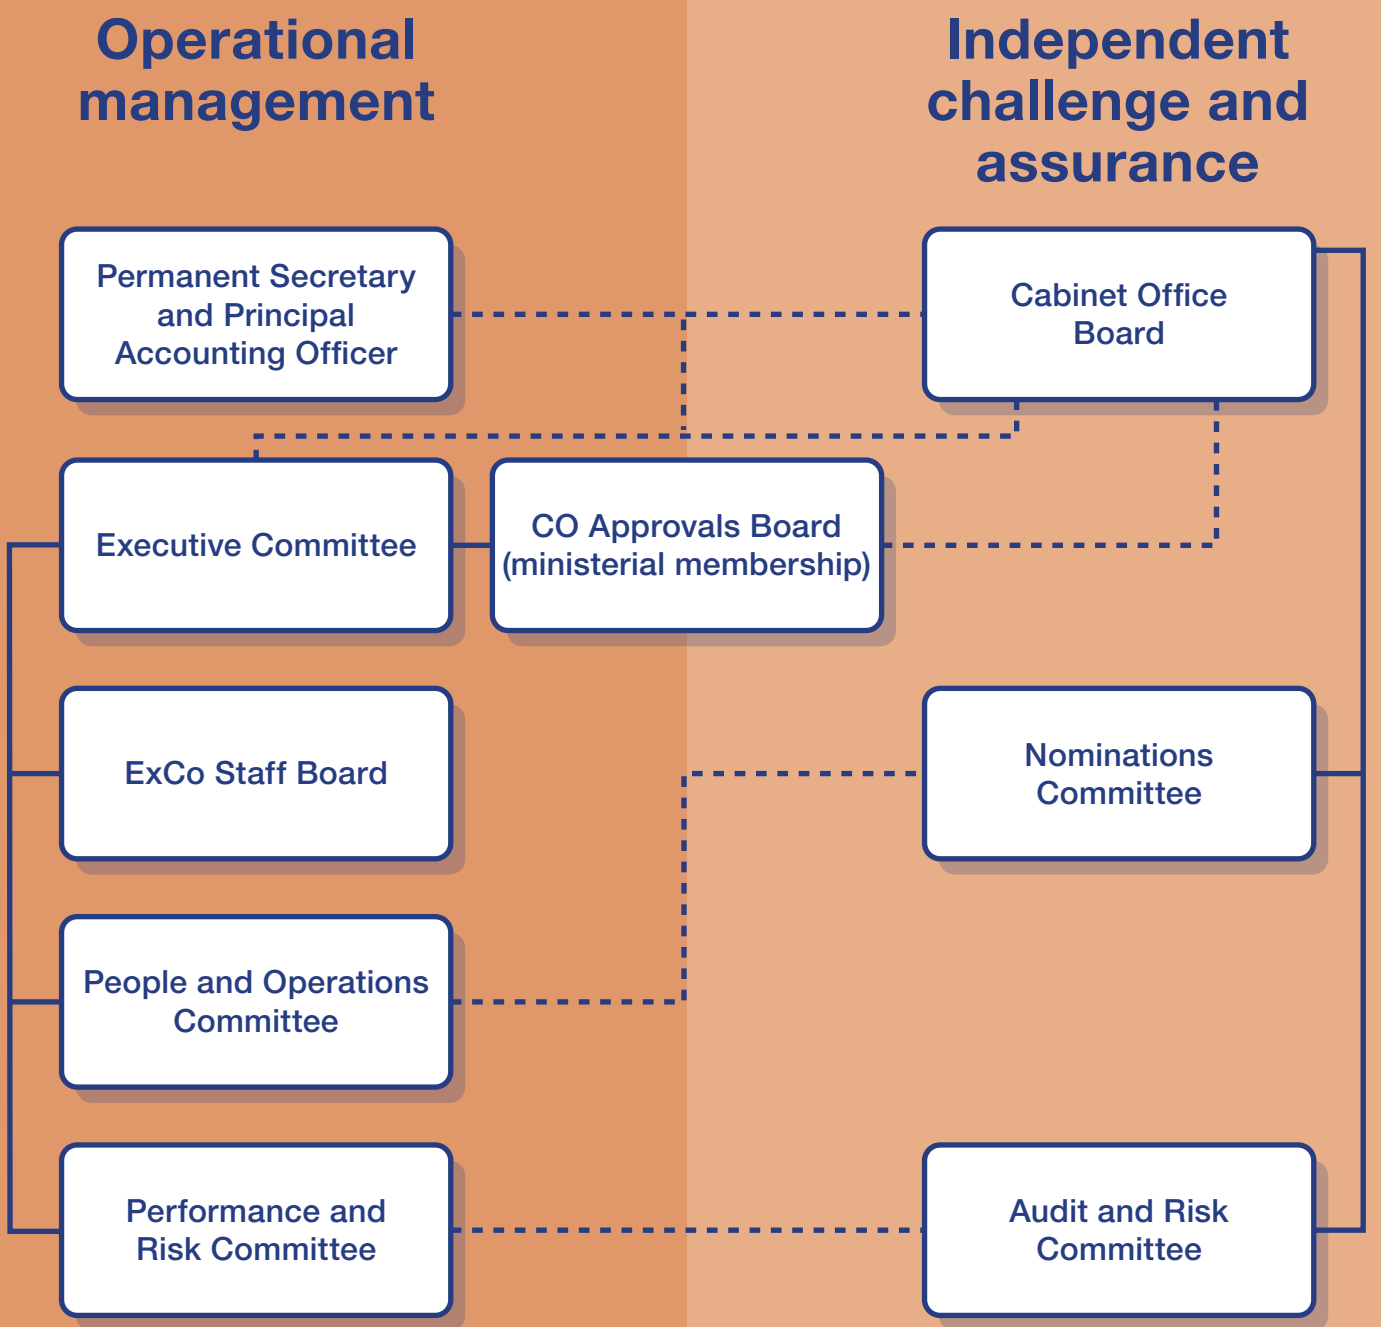 Operational
management
Independent
challenge and
assurance
Permanent Secretary
and Principal
Accounting Officer
Cabinet Office
Board
Executive Committee
CO Approvals Board
(ministerial membership)
ExCo Staff Board
Nominations
Committee
People and Operations
Committee
Performance and
Risk Committee
Audit and Risk
Committee